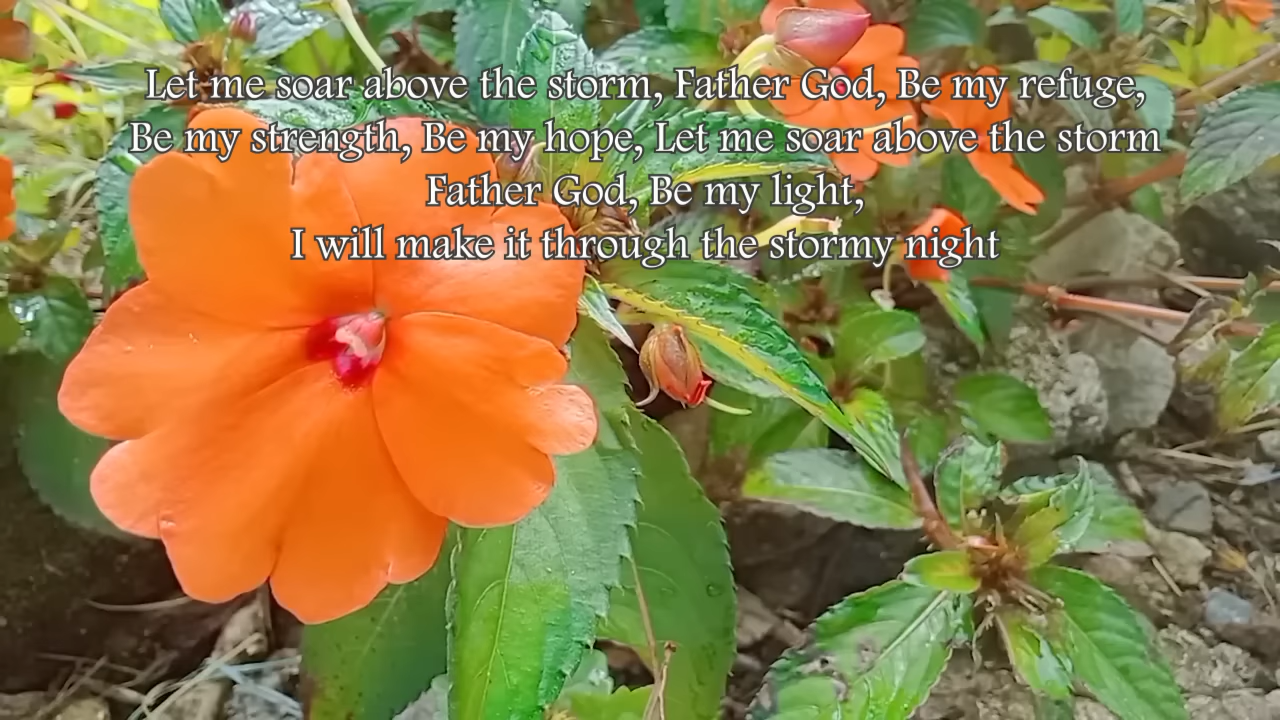 Let me soar above the storm, Father God, Be my refuge,
Be my strength, Be my hope, Let me soar above the storm
Father God, Be my light,
I will make it through the stormy night